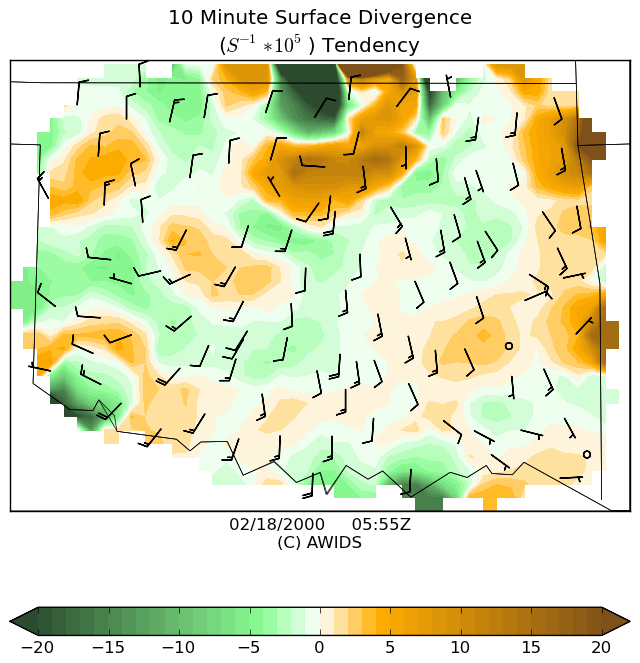 10 Minute Surface Divergence
(S⁻¹ * 10⁵ ) Tendency
02/18/2000 05:55Z
(C) AWIDS
−20 −15 −10 −5 0 5 10 15 20